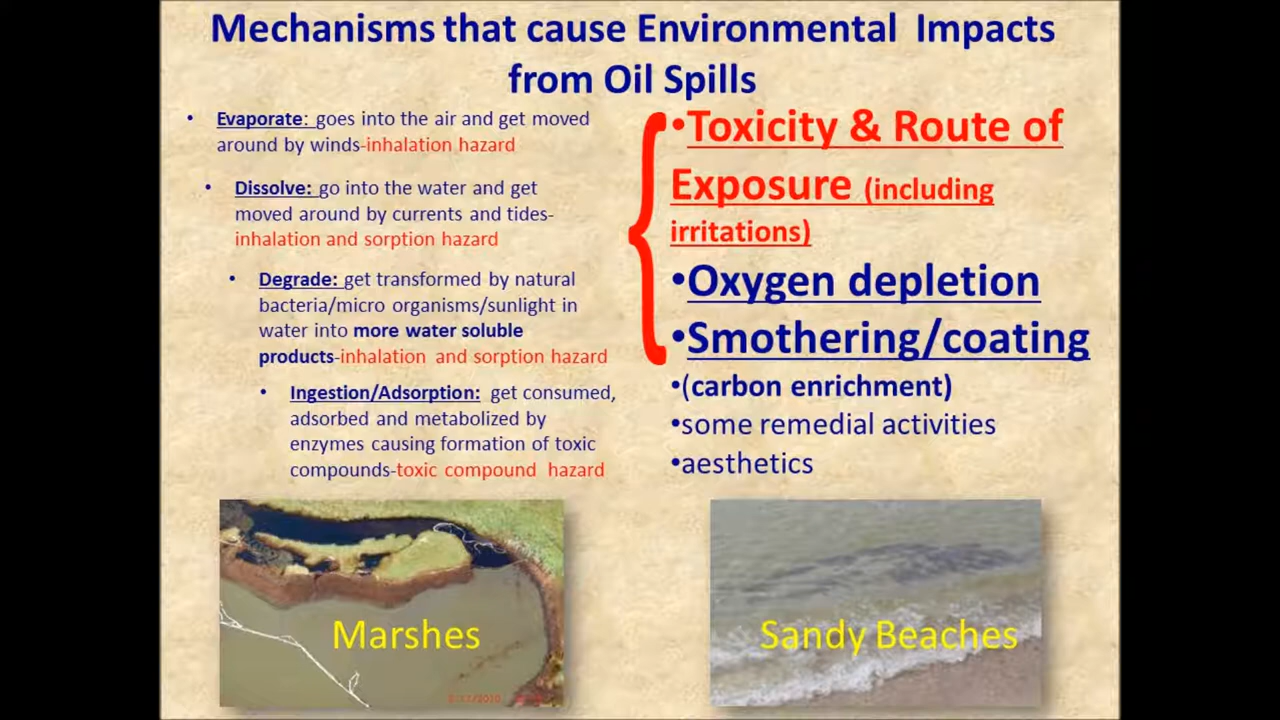 Mechanisms that cause Environmental Impacts
from Oil Spills
• Evaporate: goes into the air and get moved
around by winds-inhalation hazard
• Dissolve: go into the water and get
moved around by currents and tides-
inhalation and sorption hazard
• Degrade: get transformed by natural
bacteria/micro organisms/sunlight in
water into more water soluble
products-inhalation and sorption hazard
• Ingestion/Adsorption: get consumed,
adsorbed and metabolized by
enzymes causing formation of toxic
compounds-toxic compound hazard
•Toxicity & Route of
Exposure (including
irritations)
•Oxygen depletion
•Smothering/coating
•(carbon enrichment)
•some remedial activities
•aesthetics
Marshes
Sandy Beaches